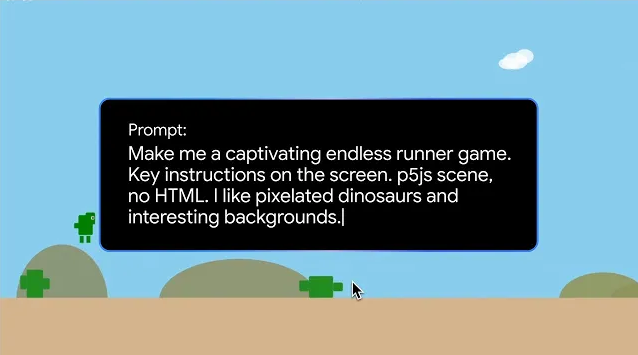 Prompt:
Make me a captivating endless runner game.
Key instructions on the screen. p5js scene,
no HTML. I like pixelated dinosaurs and
interesting backgrounds.